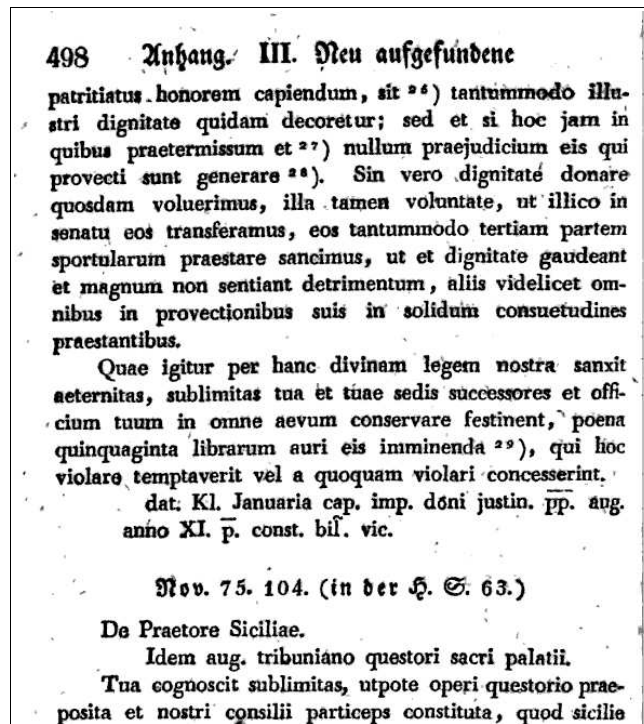 498 Anhang. III. Neu aufgefundene
patritiatus honorem capiendum, sit ²⁶) tantummodo illu-
stri dignitate quidam decoretur; sed et si hoc jam in
quibus praetermissum et ²⁷) nullum praejudicium eis qui
provecti sunt generare ²⁸). Sin vero dignitate donare
quosdam voluerimus, illa tamen voluntate, ut illico in
senatu eos transferamus, eos tantummodo tertiam partem
sportularum praestare sancimus, ut et dignitate gaudeant
et magnum non sentiant detrimentum, aliis videlicet om-
nibus in provectionibus suis in solidum consuetudines
praestantibus.
Quae igitur per hanc divinam legem nostra sanxit
aeternitas, sublimitas tua et tuae sedis successores et offi-
cium tuum in omne aevum conservare festinent, poena
quinquaginta librarum auri eis imminenda ²⁹), qui hoc
violare temptaverit vel a quoquam violari concesserint.
dat. Kl. Januaria cap. imp. doni justin. p̅p̅. aug.
anno XI. p̅. const. bil̃. vic.
Nov. 75. 104. (in der H. S. 63.)
De Praetore Siciliae.
Idem aug. tribuniano questori sacri palatii.
Tua cognoscit sublimitas, utpote operi questorio prae-
posita et nostri consilii particeps constituta, quod sicilie